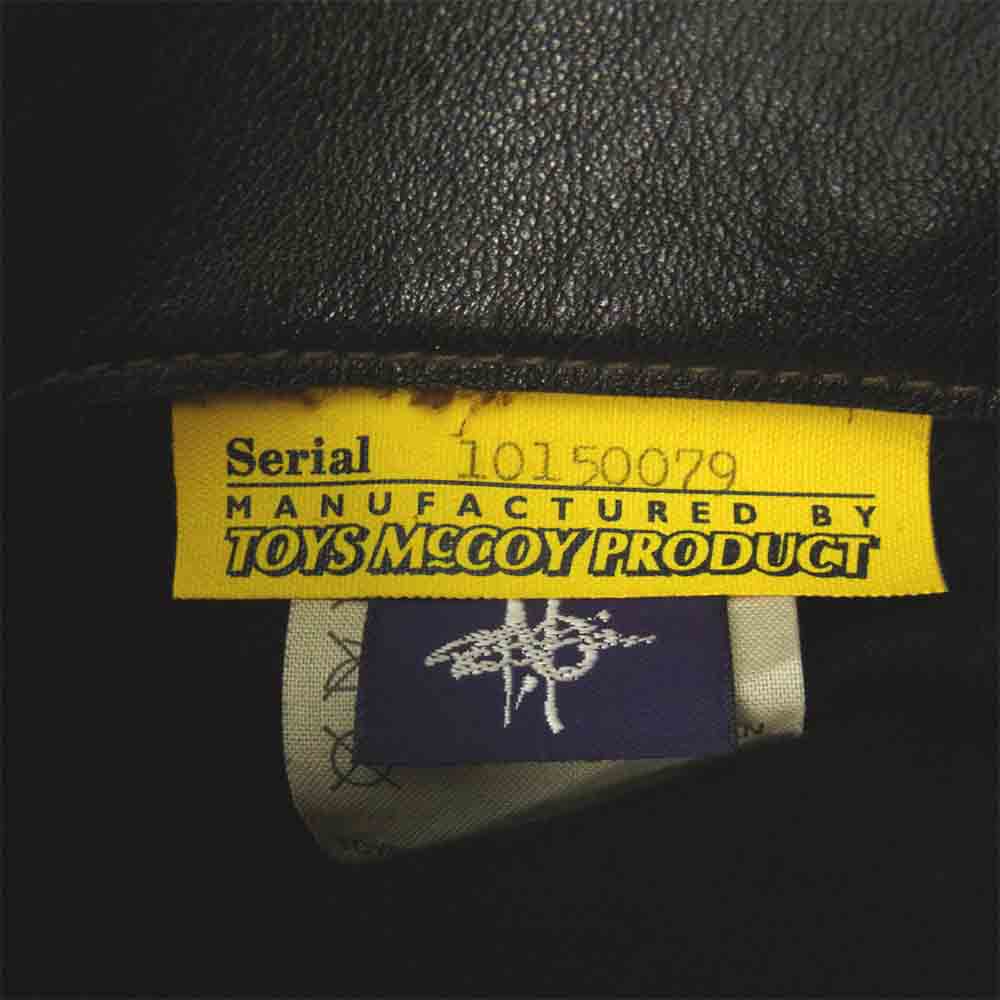 Serial 10150079
MANUFACTURED BY
TOYS McCOY PRODUCT